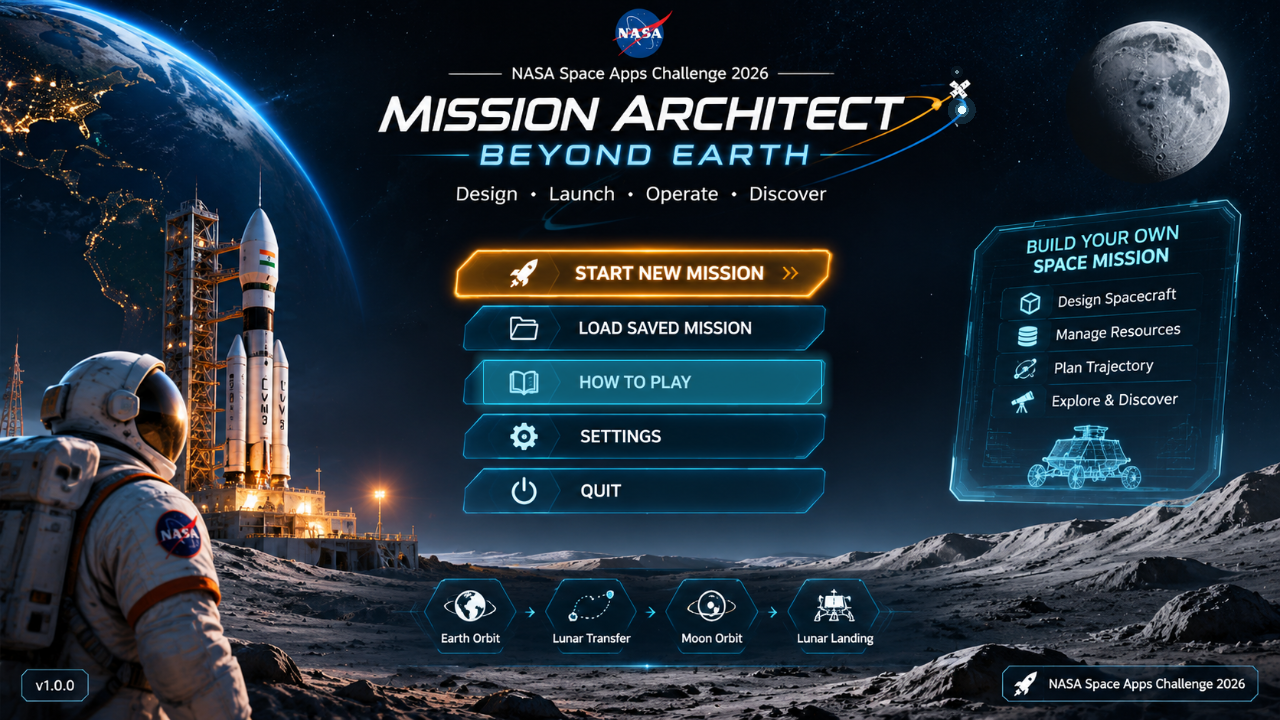 NASA
NASA Space Apps Challenge 2026
MISSION ARCHITECT
BEYOND EARTH
Design • Launch • Operate • Discover
START NEW MISSION
LOAD SAVED MISSION
HOW TO PLAY
SETTINGS
QUIT
BUILD YOUR OWN
SPACE MISSION
Design Spacecraft
Manage Resources
Plan Trajectory
Explore & Discover
NASA
Earth Orbit
Lunar Transfer
Moon Orbit
Lunar Landing
v1.0.0
NASA Space Apps Challenge 2026